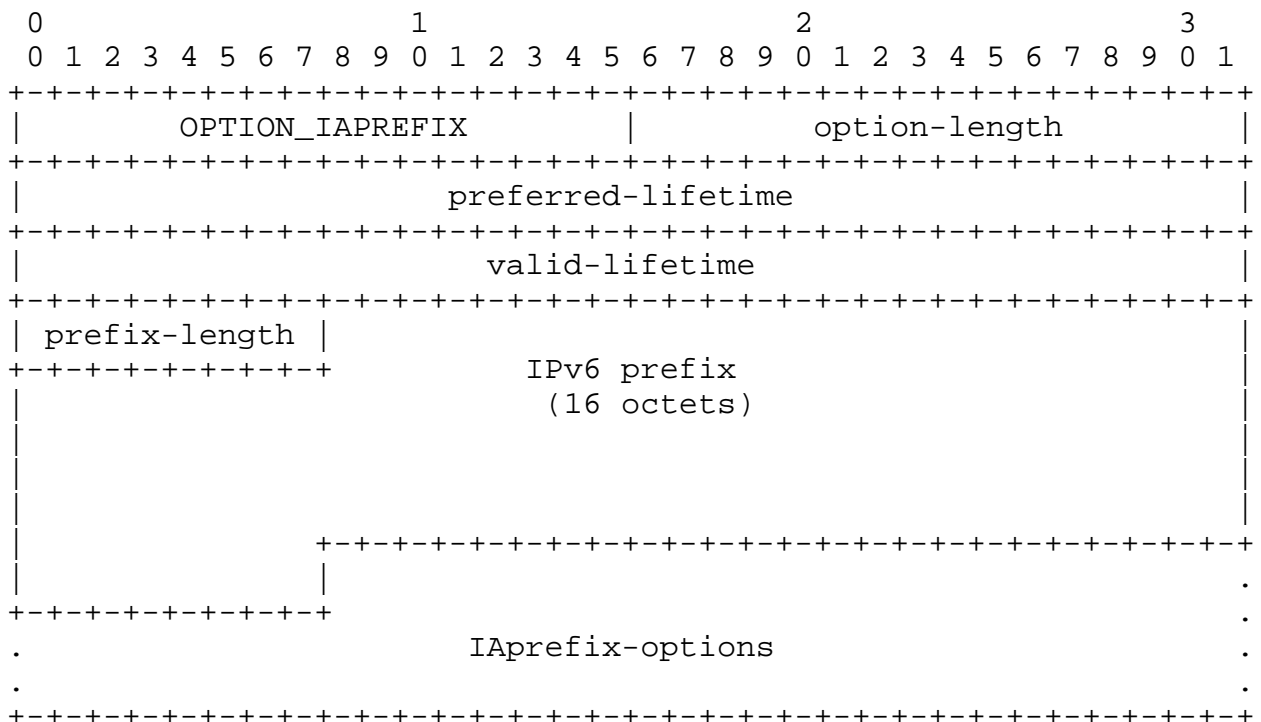 0                   1                   2                   3
 0 1 2 3 4 5 6 7 8 9 0 1 2 3 4 5 6 7 8 9 0 1 2 3 4 5 6 7 8 9 0 1
+-+-+-+-+-+-+-+-+-+-+-+-+-+-+-+-+-+-+-+-+-+-+-+-+-+-+-+-+-+-+-+-+
|        OPTION_IAPREFIX        |         option-length         |
+-+-+-+-+-+-+-+-+-+-+-+-+-+-+-+-+-+-+-+-+-+-+-+-+-+-+-+-+-+-+-+-+
|                      preferred-lifetime                       |
+-+-+-+-+-+-+-+-+-+-+-+-+-+-+-+-+-+-+-+-+-+-+-+-+-+-+-+-+-+-+-+-+
|                        valid-lifetime                         |
+-+-+-+-+-+-+-+-+-+-+-+-+-+-+-+-+-+-+-+-+-+-+-+-+-+-+-+-+-+-+-+-+
| prefix-length |                                               |
+-+-+-+-+-+-+-+-+          IPv6 prefix                          |
|                           (16 octets)                         |
|                                                               |
|                                                               |
|                                                               |
|               +-+-+-+-+-+-+-+-+-+-+-+-+-+-+-+-+-+-+-+-+-+-+-+-+
|               |                                               .
+-+-+-+-+-+-+-+-+                                               .
.                       IAprefix-options                        .
.                                                               .
+-+-+-+-+-+-+-+-+-+-+-+-+-+-+-+-+-+-+-+-+-+-+-+-+-+-+-+-+-+-+-+-+